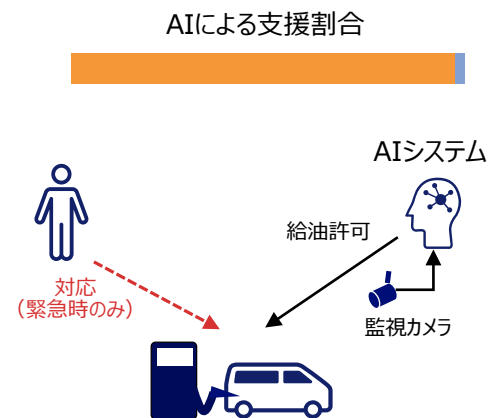 AIによる支援割合
AIシステム
給油許可
対応
（緊急時のみ）
監視カメラ